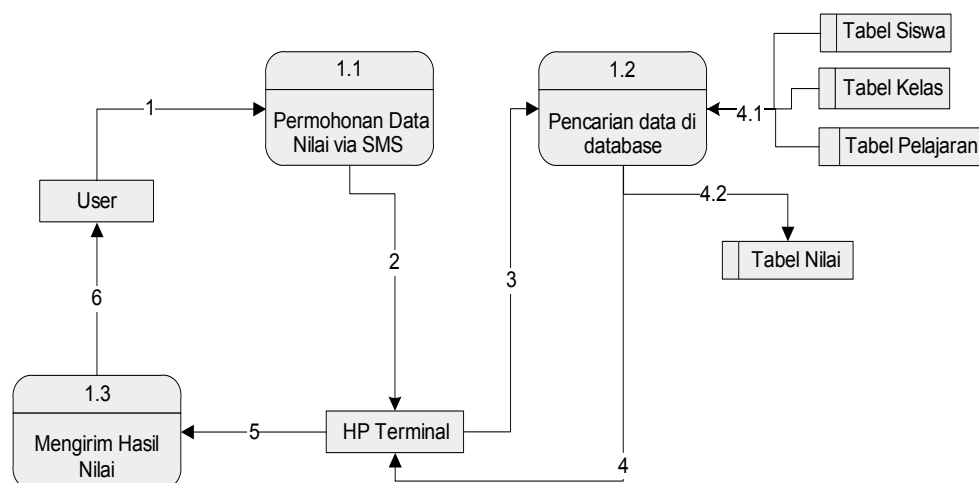 1.1
Permohonan Data
Nilai via SMS
1.2
Pencarian data di
database
Tabel Siswa
Tabel Kelas
Tabel Pelajaran
4.1
1
User
4.2
Tabel Nilai
2
3
6
1.3
Mengirim Hasil
Nilai
5
HP Terminal
4